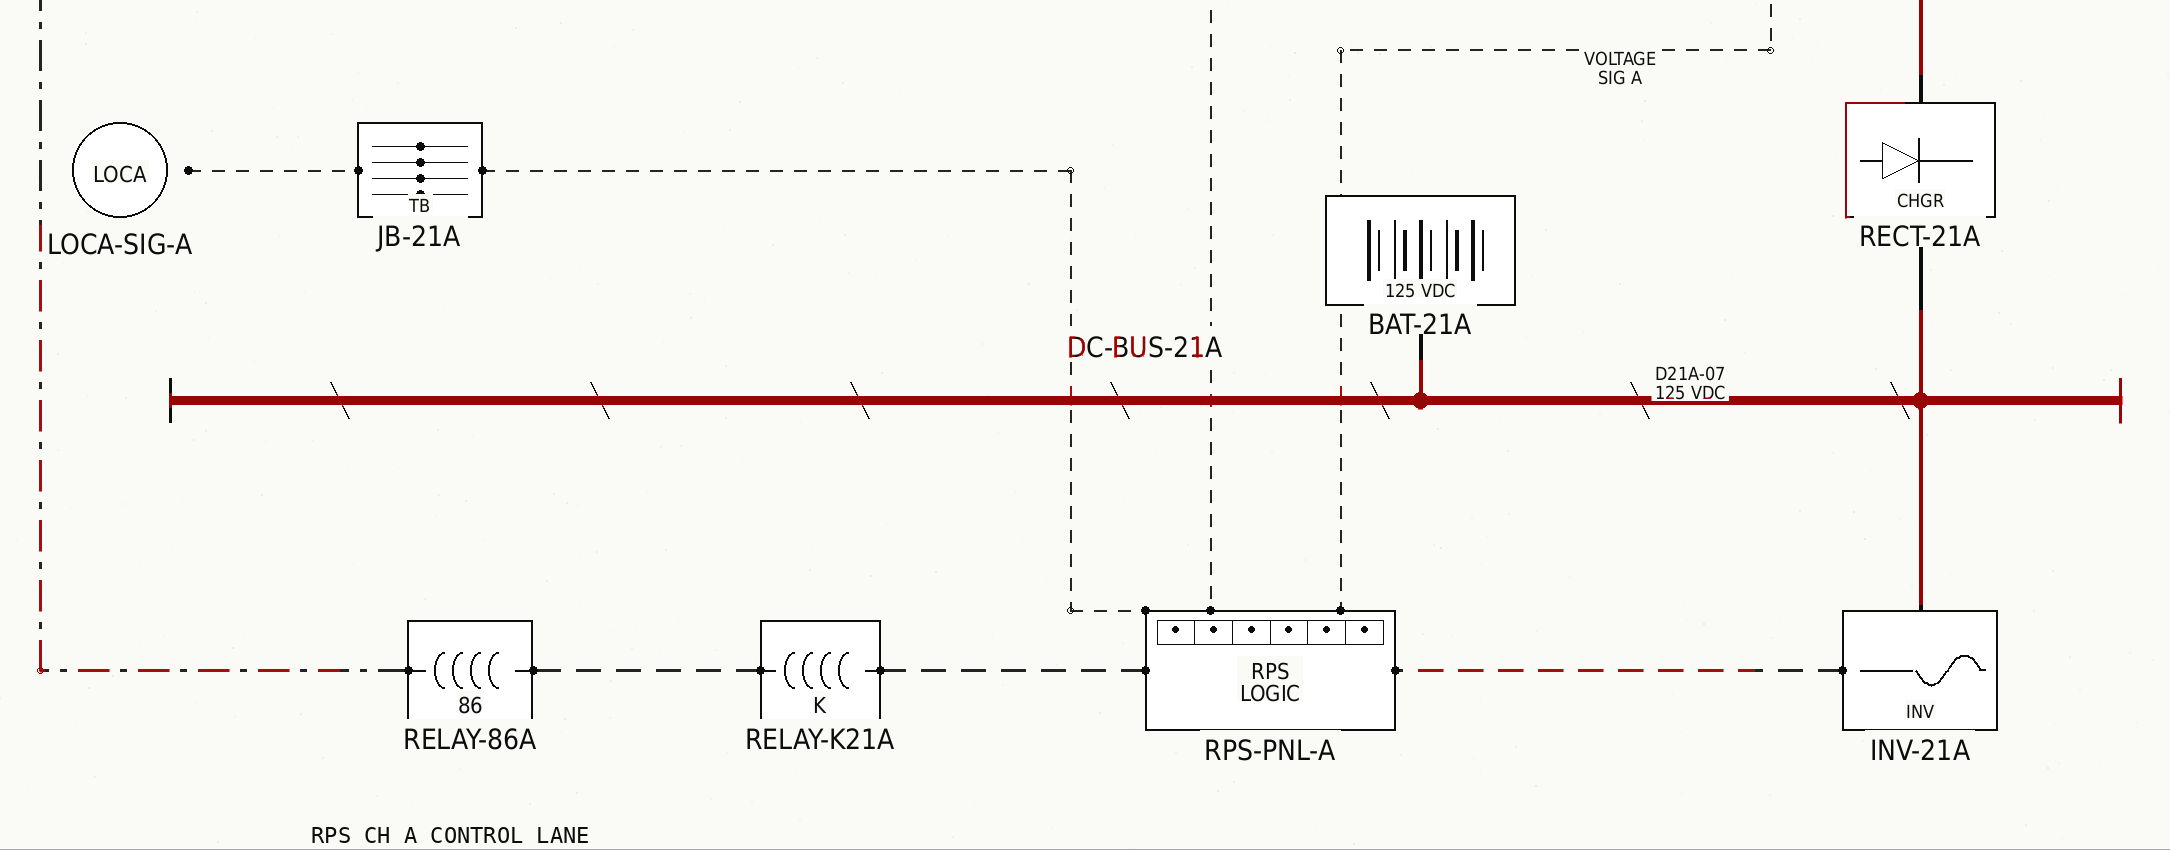 VOLTAGE
SIG A
LOCA
LOCA-SIG-A
TB
JB-21A
CHGR
RECT-21A
125 VDC
BAT-21A
DC-BUS-21A
D21A-07
125 VDC
86
RELAY-86A
K
RELAY-K21A
RPS
LOGIC
RPS-PNL-A
INV
INV-21A
RPS CH A CONTROL LANE